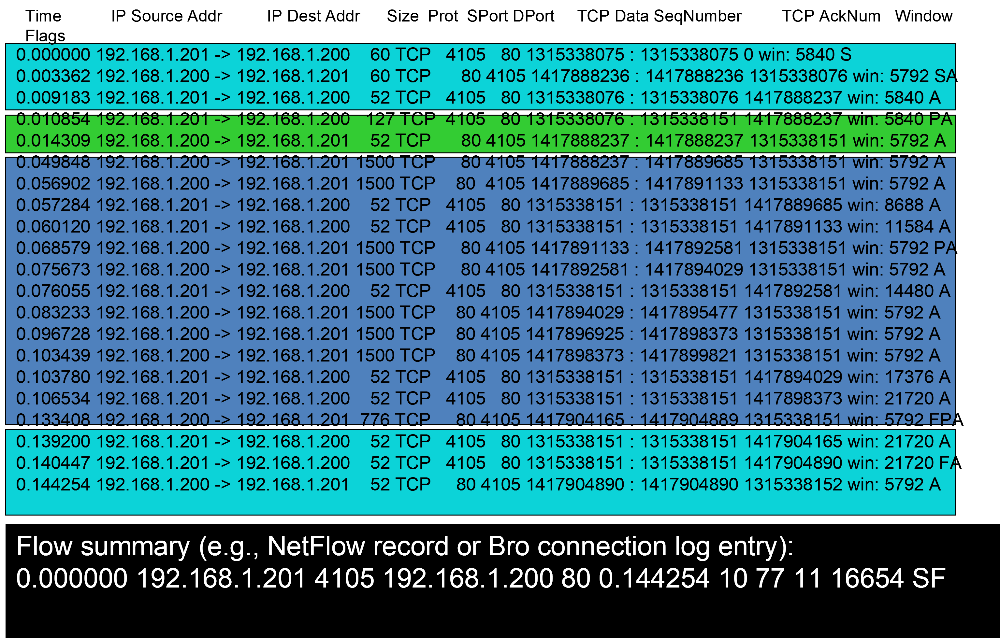 Time IP Source Addr IP Dest Addr Size Prot SPort DPort TCP Data SeqNumber TCP AckNum Window
Flags
0.000000 192.168.1.201 -> 192.168.1.200 60 TCP 4105 80 1315338075 : 1315338075 0 win: 5840 S
0.003362 192.168.1.200 -> 192.168.1.201 60 TCP 80 4105 1417888236 : 1417888236 1315338076 win: 5792 SA
0.009183 192.168.1.201 -> 192.168.1.200 52 TCP 4105 80 1315338076 : 1315338076 1417888237 win: 5840 A
0.010854 192.168.1.201 -> 192.168.1.200 127 TCP 4105 80 1315338076 : 1315338151 1417888237 win: 5840 PA
0.014309 192.168.1.200 -> 192.168.1.201 52 TCP 80 4105 1417888237 : 1417888237 1315338151 win: 5792 A
0.049848 192.168.1.200 -> 192.168.1.201 1500 TCP 80 4105 1417888237 : 1417889685 1315338151 win: 5792 A
0.056902 192.168.1.200 -> 192.168.1.201 1500 TCP 80 4105 1417889685 : 1417891133 1315338151 win: 5792 A
0.057284 192.168.1.201 -> 192.168.1.200 52 TCP 4105 80 1315338151 : 1315338151 1417889685 win: 8688 A
0.060120 192.168.1.201 -> 192.168.1.200 52 TCP 4105 80 1315338151 : 1315338151 1417891133 win: 11584 A
0.068579 192.168.1.200 -> 192.168.1.201 1500 TCP 80 4105 1417891133 : 1417892581 1315338151 win: 5792 PA
0.075673 192.168.1.200 -> 192.168.1.201 1500 TCP 80 4105 1417892581 : 1417894029 1315338151 win: 5792 A
0.076055 192.168.1.201 -> 192.168.1.200 52 TCP 4105 80 1315338151 : 1315338151 1417892581 win: 14480 A
0.083233 192.168.1.200 -> 192.168.1.201 1500 TCP 80 4105 1417894029 : 1417895477 1315338151 win: 5792 A
0.096728 192.168.1.200 -> 192.168.1.201 1500 TCP 80 4105 1417896925 : 1417898373 1315338151 win: 5792 A
0.103439 192.168.1.200 -> 192.168.1.201 1500 TCP 80 4105 1417898373 : 1417899821 1315338151 win: 5792 A
0.103780 192.168.1.201 -> 192.168.1.200 52 TCP 4105 80 1315338151 : 1315338151 1417894029 win: 17376 A
0.106534 192.168.1.201 -> 192.168.1.200 52 TCP 4105 80 1315338151 : 1315338151 1417898373 win: 21720 A
0.133408 192.168.1.200 -> 192.168.1.201 776 TCP 80 4105 1417904165 : 1417904889 1315338151 win: 5792 FPA
0.139200 192.168.1.201 -> 192.168.1.200 52 TCP 4105 80 1315338151 : 1315338151 1417904165 win: 21720 A
0.140447 192.168.1.201 -> 192.168.1.200 52 TCP 4105 80 1315338151 : 1315338151 1417904890 win: 21720 FA
0.144254 192.168.1.200 -> 192.168.1.201 52 TCP 80 4105 1417904890 : 1417904890 1315338152 win: 5792 A
Flow summary (e.g., NetFlow record or Bro connection log entry):
0.000000 192.168.1.201 4105 192.168.1.200 80 0.144254 10 77 11 16654 SF